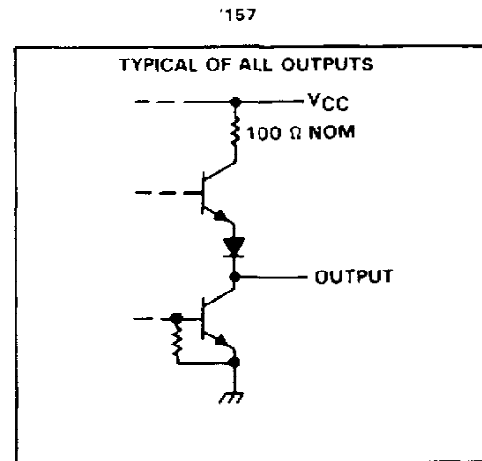 '157
TYPICAL OF ALL OUTPUTS
VCC
100 Ω NOM
OUTPUT